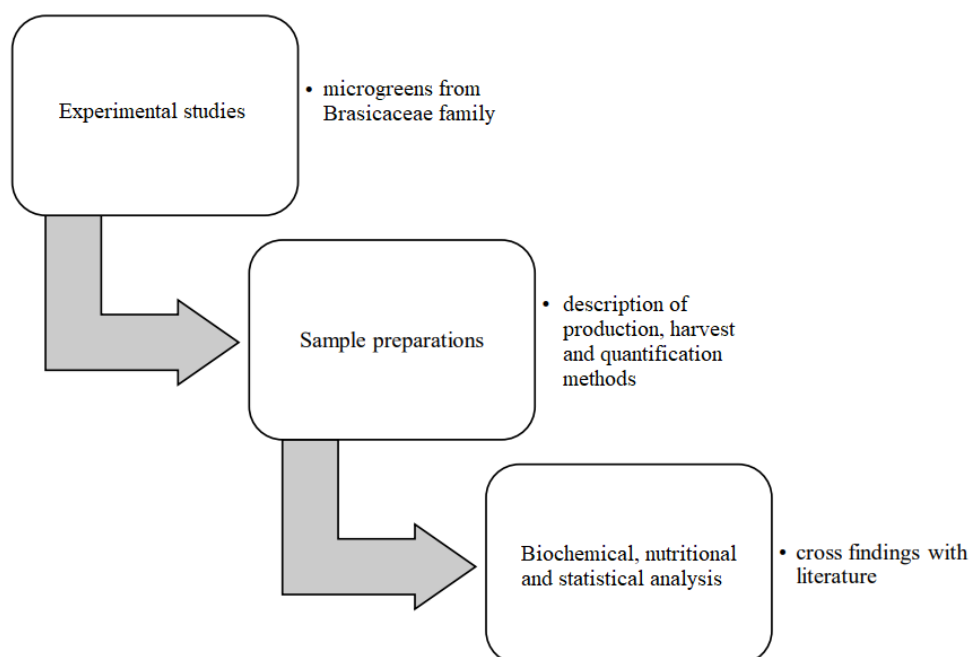 Experimental studies
• microgreens from
Brasicaceae family
Sample preparations
• description of
production, harvest
and quantification
methods
Biochemical, nutritional
and statistical analysis
• cross findings with
literature